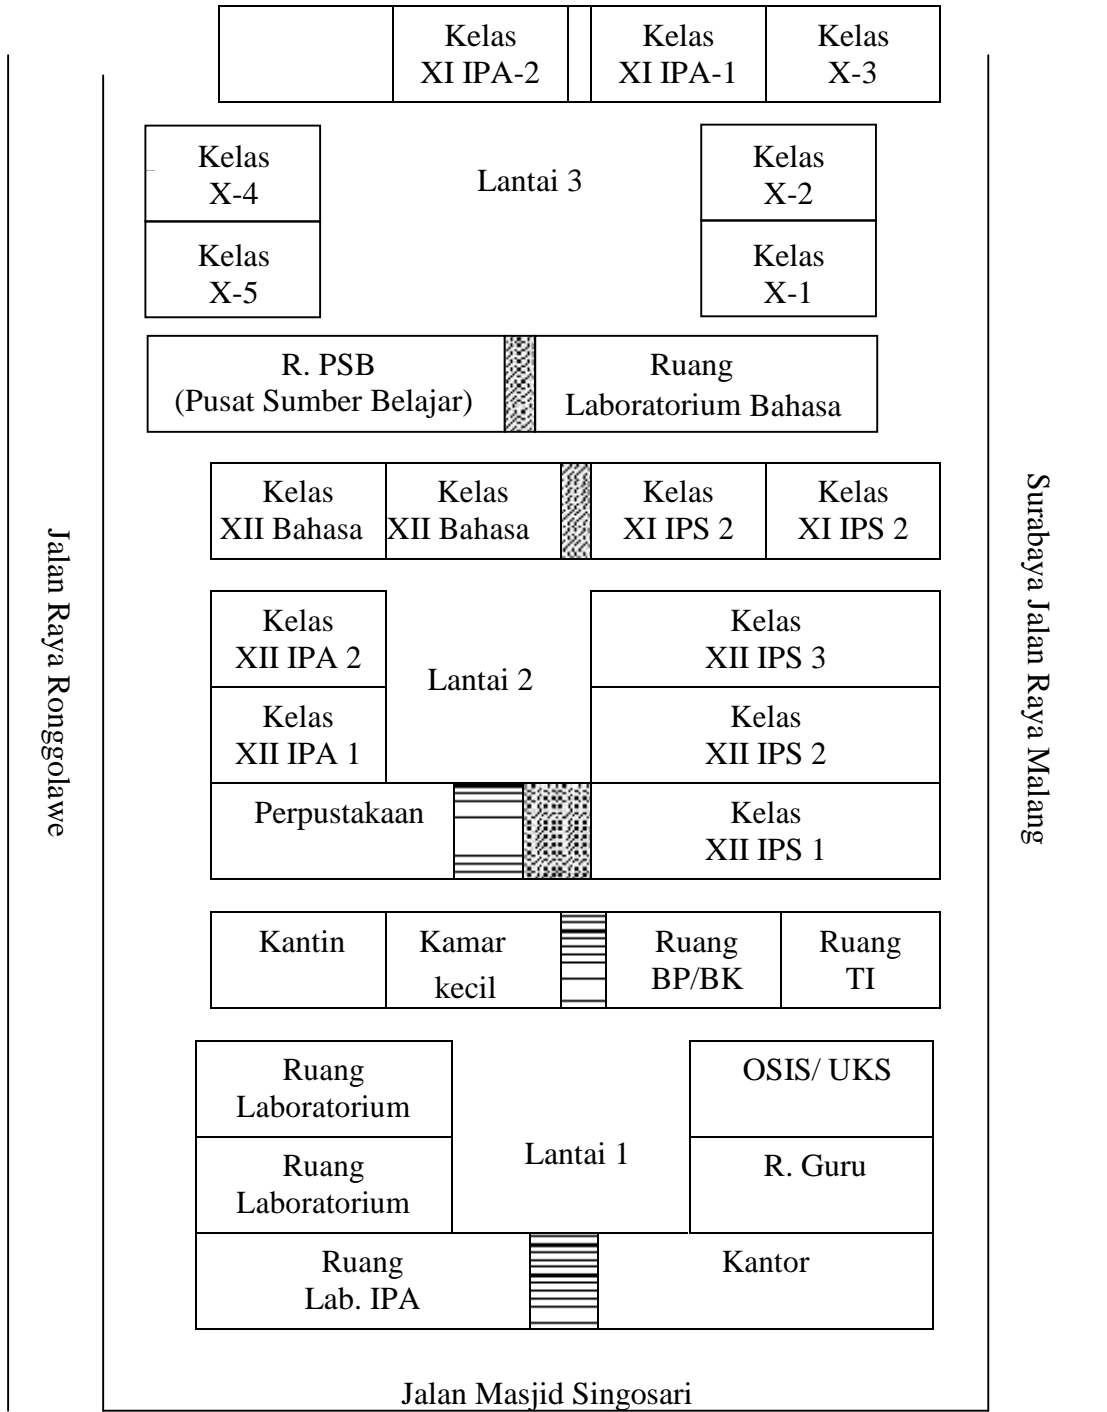 Kelas
XI IPA-2
Kelas
XI IPA-1
Kelas
X-3
Kelas
X-4
Lantai 3
Kelas
X-2
Kelas
X-5
Kelas
X-1
R. PSB
(Pusat Sumber Belajar)
Ruang
Laboratorium Bahasa
Kelas
XII Bahasa
Kelas
XII Bahasa
Kelas
XI IPS 2
Kelas
XI IPS 2
Kelas
XII IPA 2
Lantai 2
Kelas
XII IPS 3
Kelas
XII IPA 1
Kelas
XII IPS 2
Perpustakaan
Kelas
XII IPS 1
Jalan Raya Ronggolawe
Surabaya Jalan Raya Malang
Kantin
Kamar
kecil
Ruang
BP/BK
Ruang
TI
Ruang
Laboratorium
OSIS/ UKS
Ruang
Laboratorium
Lantai 1
R. Guru
Ruang
Lab. IPA
Kantor
Jalan Masjid Singosari